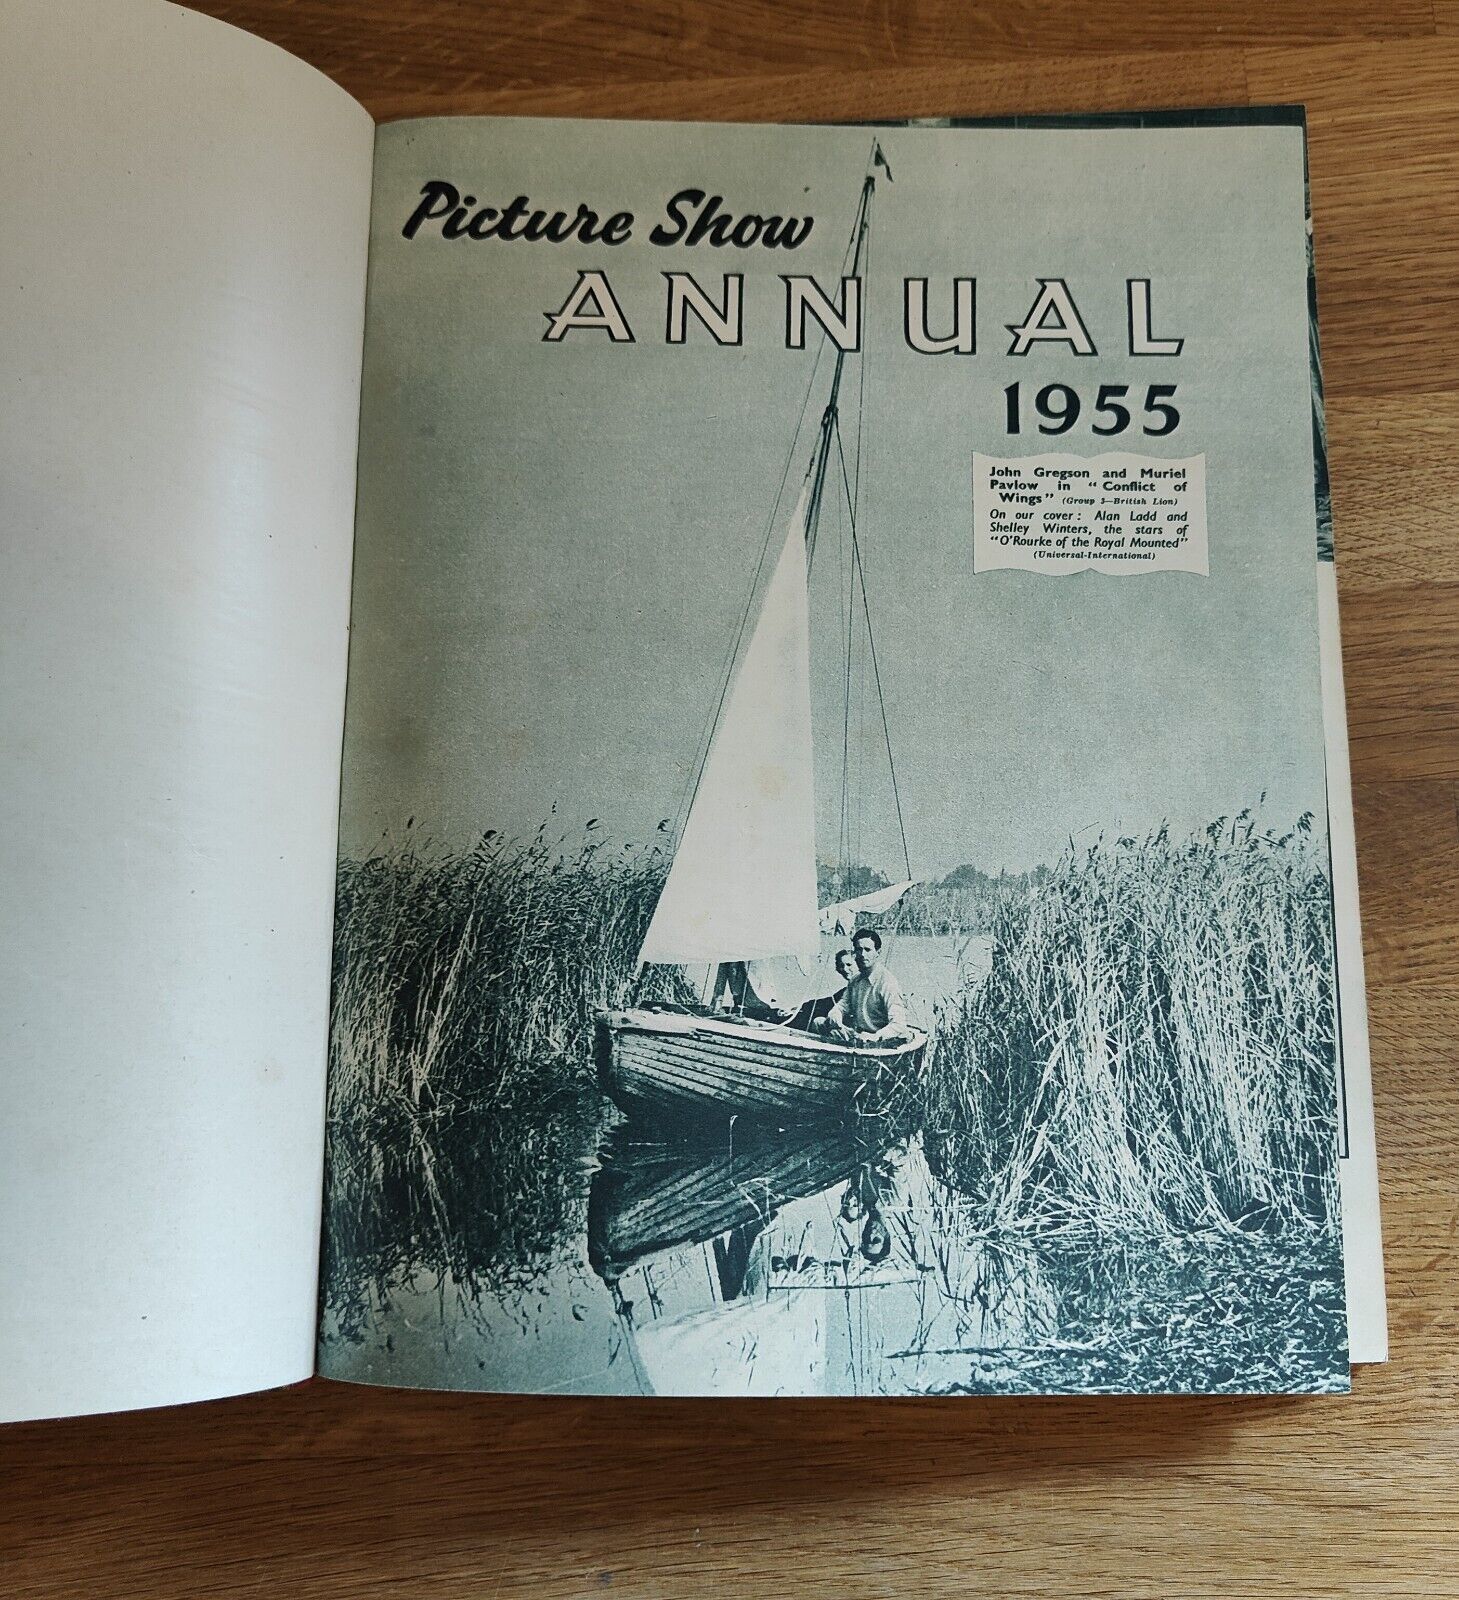 Picture Show
ANNUAL
1955
John Gregson and Muriel
Pavlow in "Conflict of
Wings" (Group 3—British Lion)
On our cover: Alan Ladd and
Shelley Winters, the stars of
"O'Rourke of the Royal Mounted"
(Universal-International)